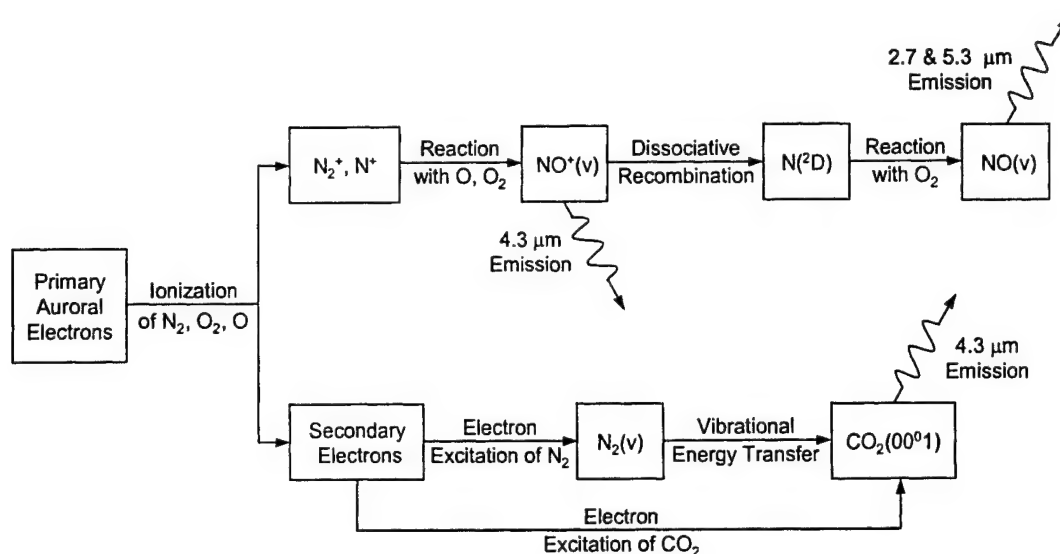 2.7 & 5.3 μm
Emission
N₂⁺, N⁺
Reaction
with O, O₂
NO⁺(v)
Dissociative
Recombination
N(²D)
Reaction
with O₂
NO(v)
4.3 μm
Emission
Primary
Auroral
Electrons
Ionization
of N₂, O₂, O
4.3 μm
Emission
Secondary
Electrons
Electron
Excitation of N₂
N₂(v)
Vibrational
Energy Transfer
CO₂(00⁰1)
Electron
Excitation of CO₂